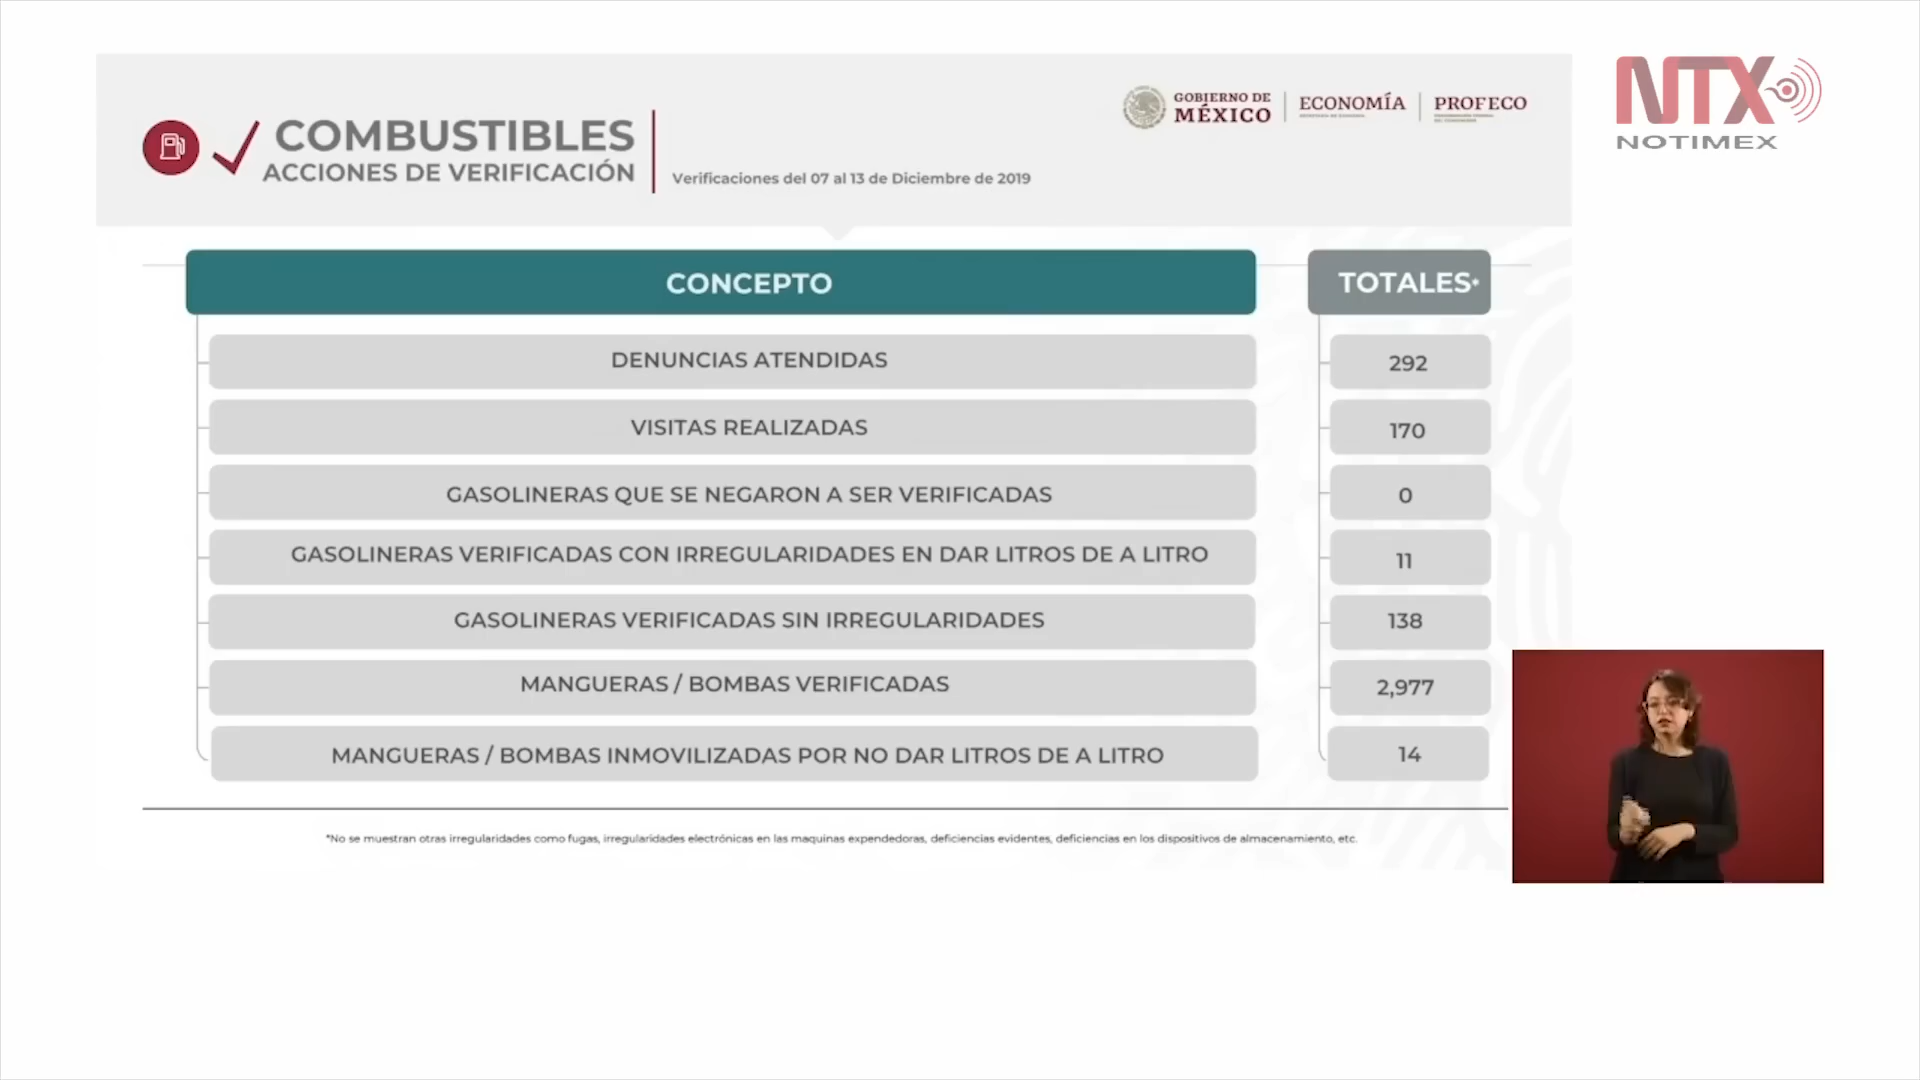 COMBUSTIBLES
ACCIONES DE VERIFICACIÓN
Verificaciones del 07 al 13 de Diciembre de 2019
GOBIERNO DE
MÉXICO
ECONOMÍA
PROFECO
NTX
NOTIMEX
CONCEPTO TOTALES*
DENUNCIAS ATENDIDAS 292
VISITAS REALIZADAS 170
GASOLINERAS QUE SE NEGARON A SER VERIFICADAS 0
GASOLINERAS VERIFICADAS CON IRREGULARIDADES EN DAR LITROS DE A LITRO 11
GASOLINERAS VERIFICADAS SIN IRREGULARIDADES 138
MANGUERAS / BOMBAS VERIFICADAS 2,977
MANGUERAS / BOMBAS INMOVILIZADAS POR NO DAR LITROS DE A LITRO 14
*No se muestran otras irregularidades como fugas, irregularidades electrónicas en las maquinas expendedoras, deficiencias evidentes, deficiencias en los dispositivos de almacenamiento, etc.